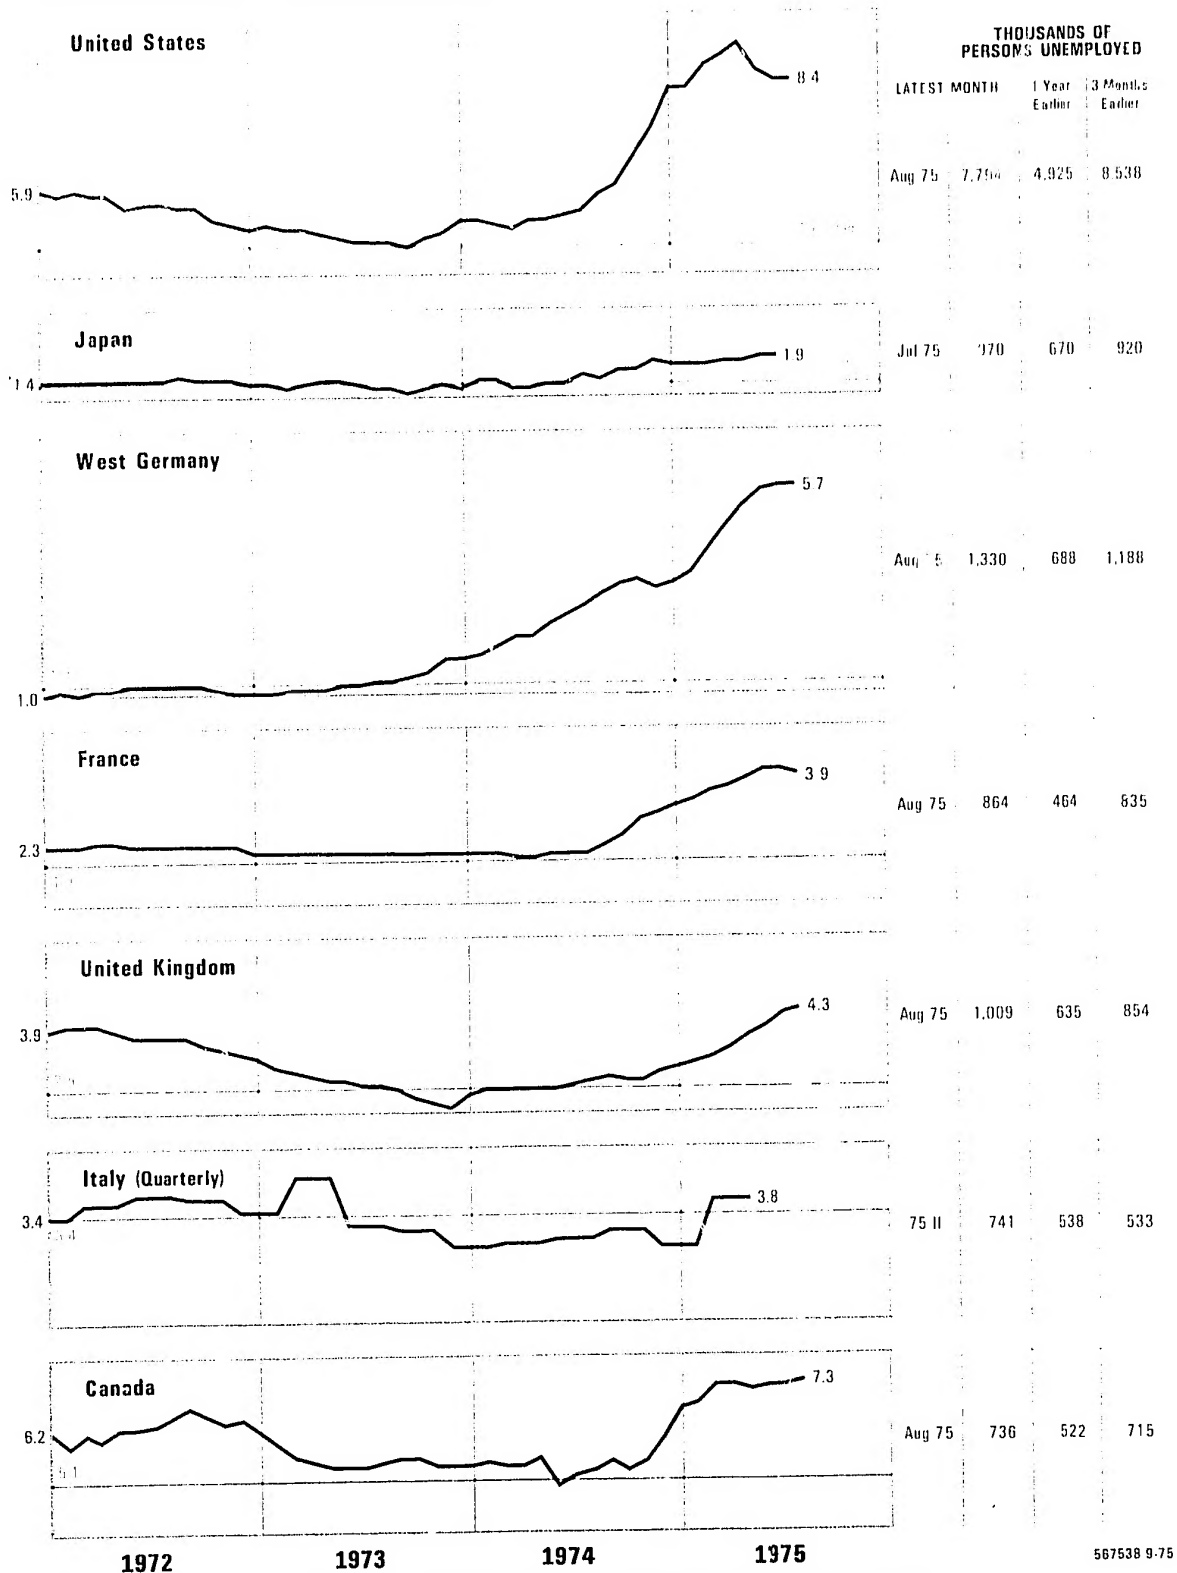 United States
THOUSANDS OF
PERSONS UNEMPLOYED
LATEST MONTH 1 Year Earlier 3 Months Earlier
8.4
5.9
Aug 75 4,925 8,538
Japan
1.9
1.4
Jul 75 670 920
West Germany
5.7
1.0
Aug 1,330 688 1,188
France
3.9
2.3
Aug 75 864 464 835
United Kingdom
4.3
3.9
Aug 75 1,009 635 854
Italy (Quarterly)
3.8
3.4
75 II 741 538 533
Canada
7.3
6.2
Aug 75 736 522 715
1972 1973 1974 1975
567538 9-75